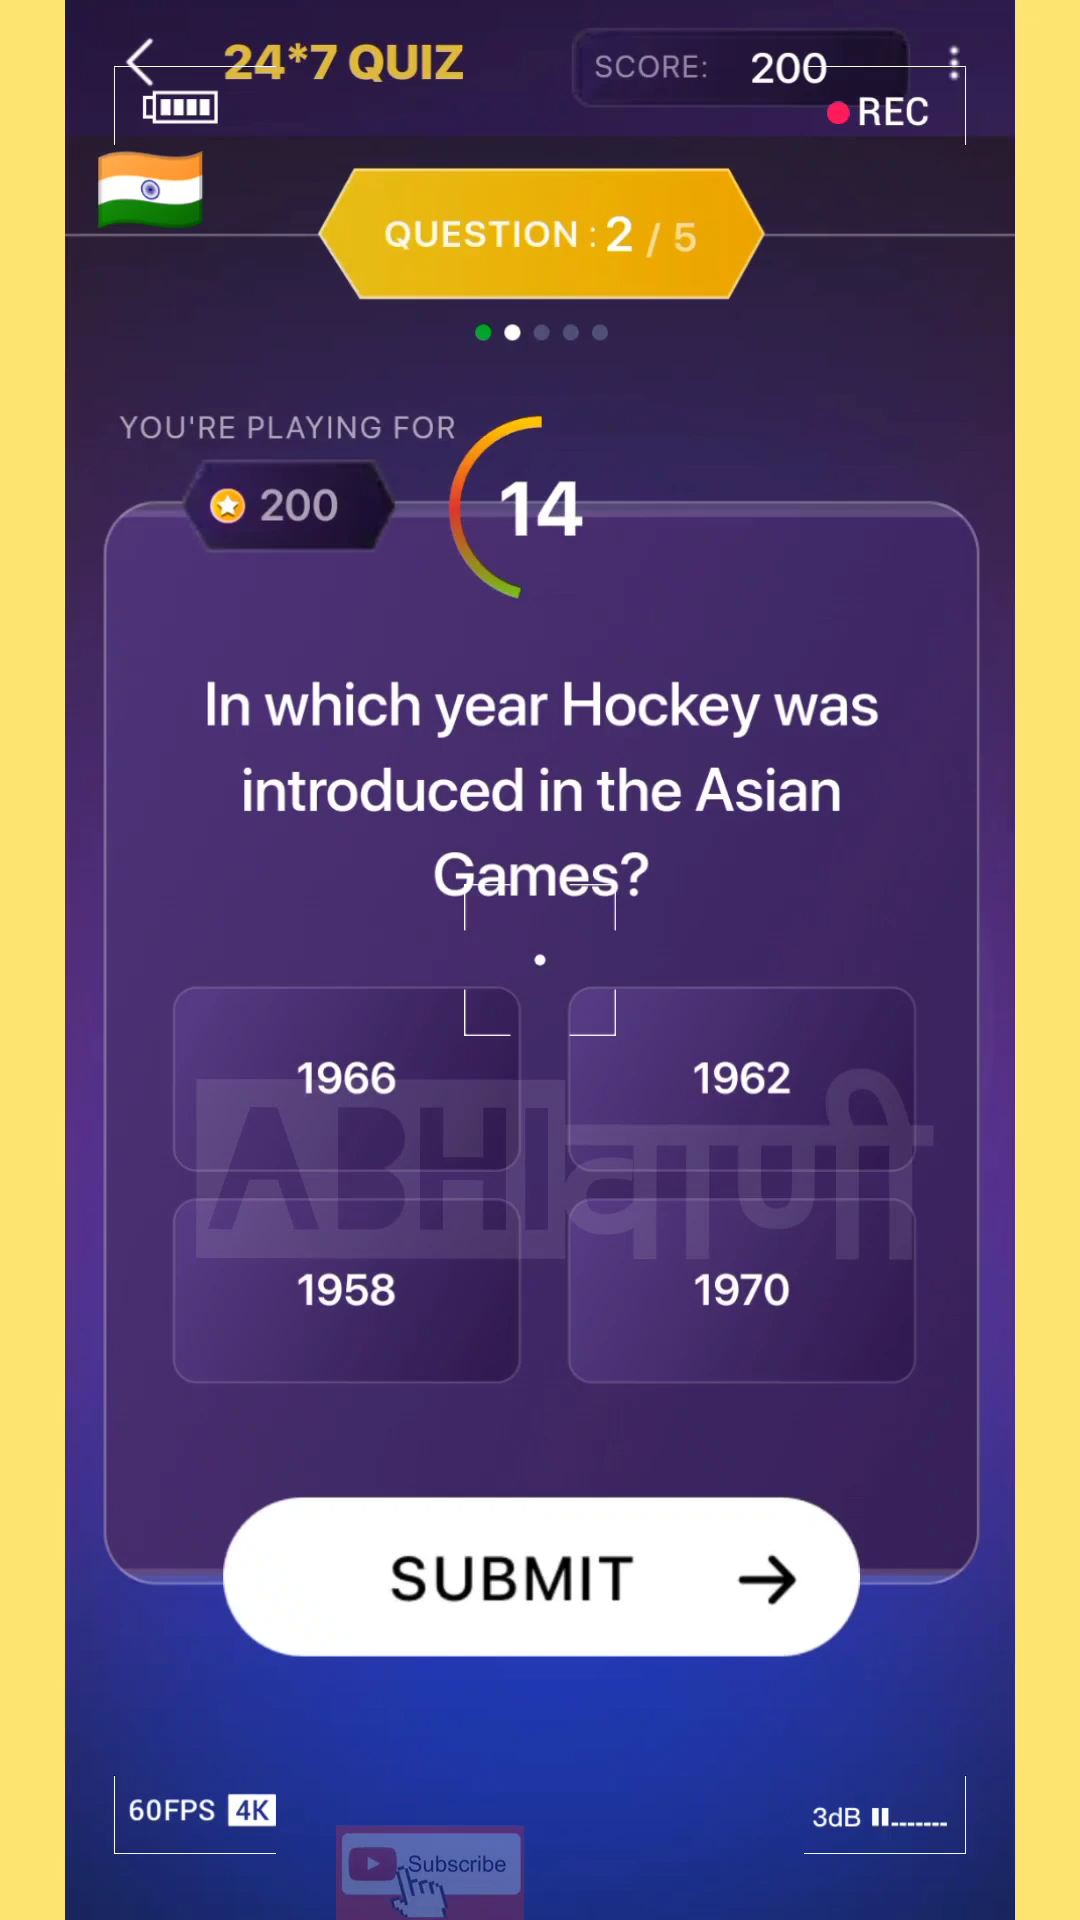 24*7 QUIZ
SCORE: 200
REC
QUESTION : 2 / 5
YOU'RE PLAYING FOR
200
14
In which year Hockey was
introduced in the Asian
Games?
1966
1962
ABHIवाणी
1958
1970
SUBMIT
60FPS 4K
3dB
Subscribe